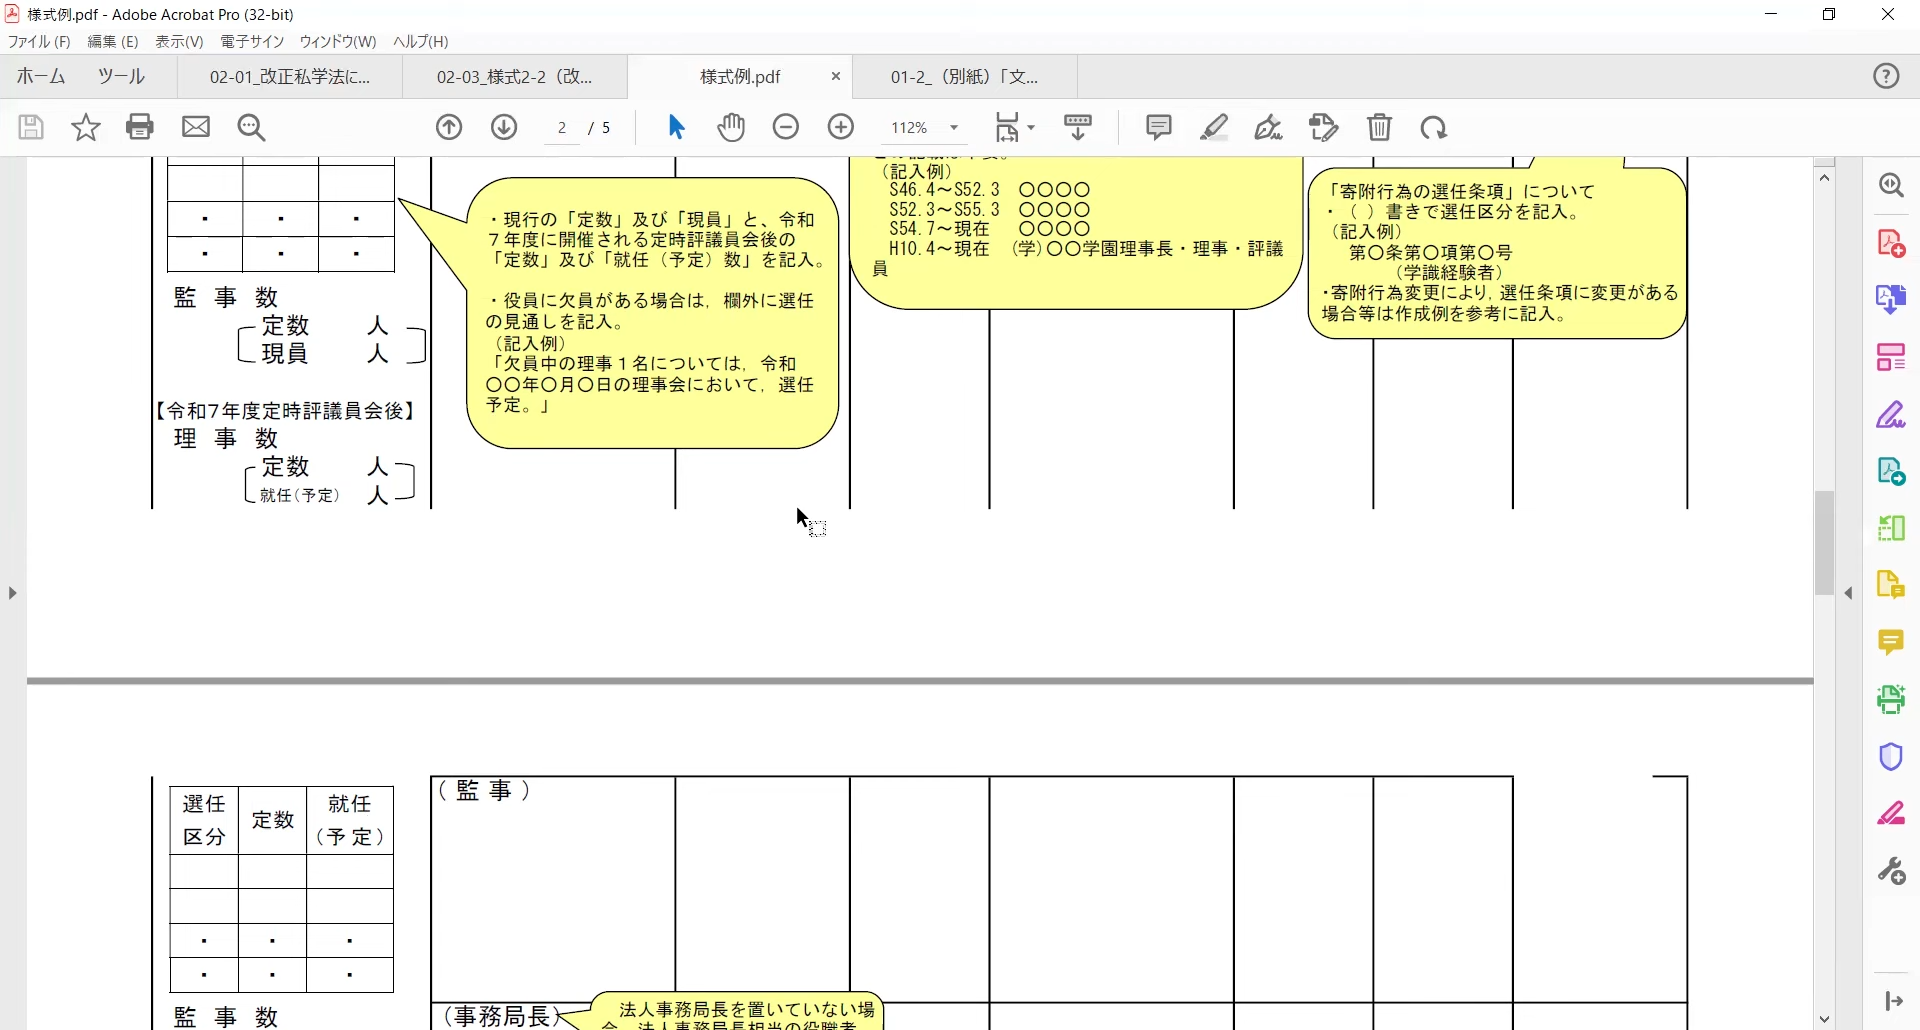 様式例.pdf - Adobe Acrobat Pro (32-bit)
ファイル(F) 編集(E) 表示(V) 電子サイン ウィンドウ(W) ヘルプ(H)
ホーム ツール 02-01_改正私学法に... 02-03_様式2-2（改... 様式例.pdf × 01-2_（別紙）「文...
2 / 5 112%
（記入例）
S46.4～S52.3 ○○○○
S52.3～S55.3 ○○○○
S54.7～現在 ○○○○
H10.4～現在 （学）○○学園理事長・理事・評議
員
「寄附行為の選任条項」について
・（ ）書きで選任区分を記入。
（記入例）
第○条第○項第○号
（学識経験者）
・寄附行為変更により，選任条項に変更がある
場合等は作成例を参考に記入。
・現行の「定数」及び「現員」と、令和
７年度に開催される定時評議員会後の
「定数」及び「就任（予定）数」を記入。
・役員に欠員がある場合は，欄外に選任
の見通しを記入。
（記入例）
「欠員中の理事１名については，令和
○○年○月○日の理事会において，選任
予定。」
・ ・ ・
・ ・ ・
監 事 数
定数 人
現員 人
【令和7年度定時評議員会後】
理 事 数
定数 人
就任(予定) 人
選任
区分
定数
就任
(予定)
・ ・ ・
・ ・ ・
監 事 数
（監事）
（事務局長）
法人事務局長を置いていない場
合，法人事務局長相当の役職者